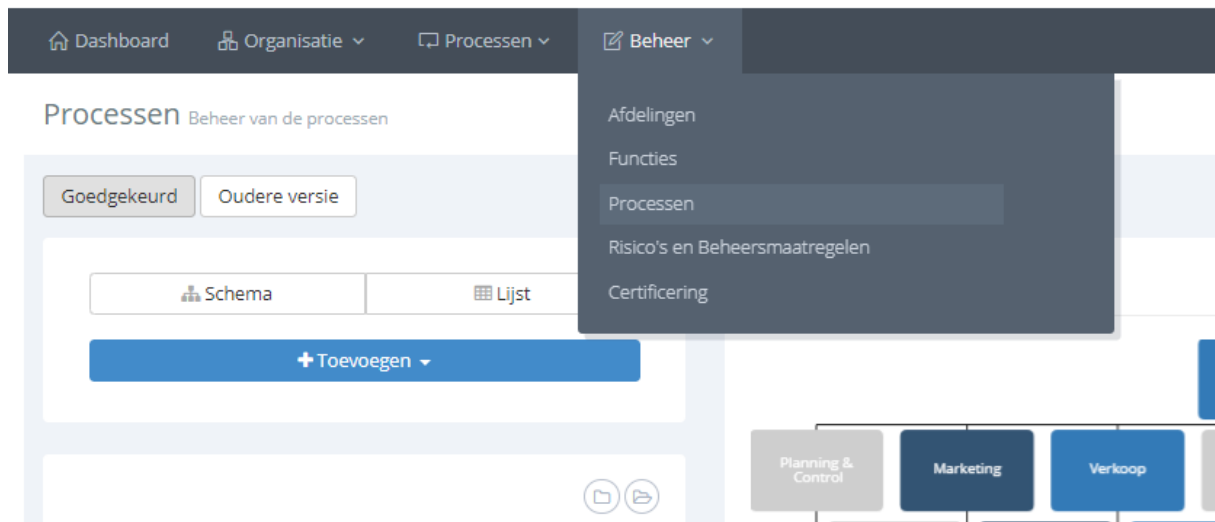 Dashboard Organisatie Processen Beheer
Processen Beheer van de processen
Afdelingen
Functies
Processen
Risico's en Beheersmaatregelen
Certificering
Goedgekeurd Oudere versie
Schema Lijst
Toevoegen
Planning &
Control
Marketing
Verkoop